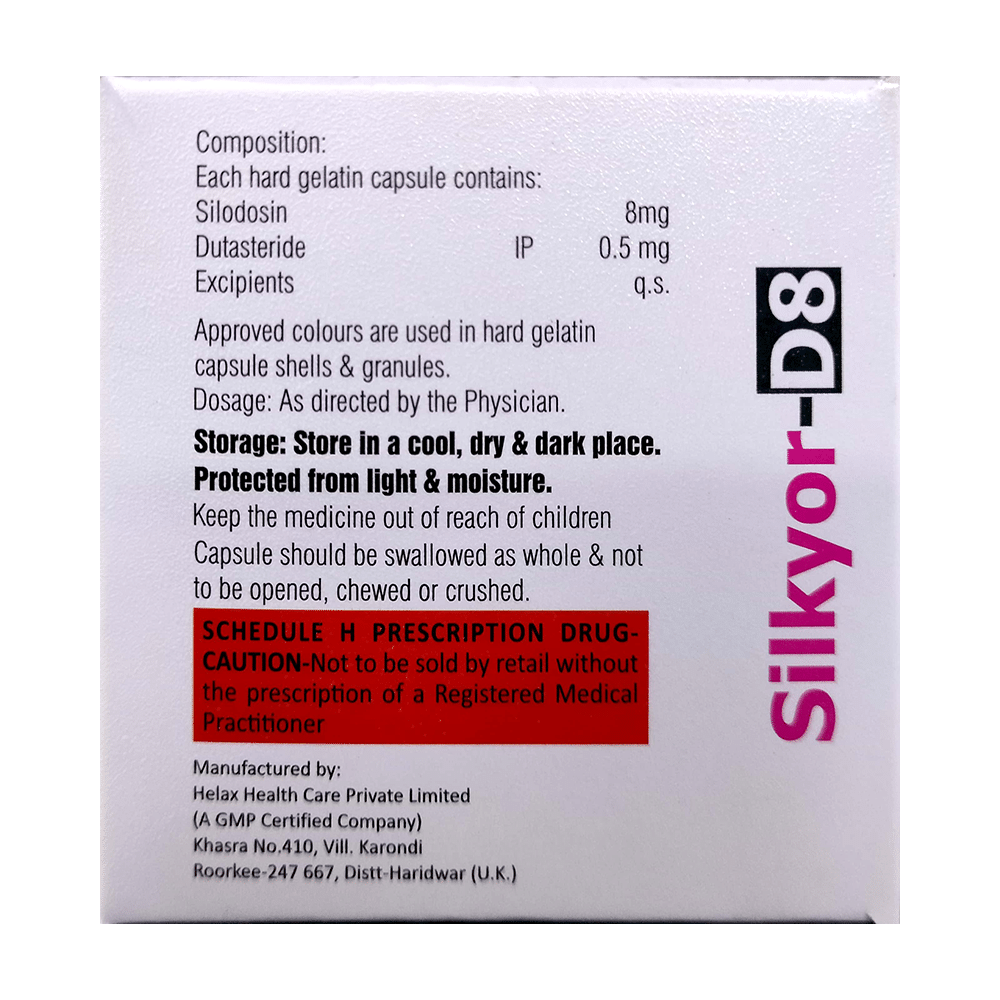 Composition:
Each hard gelatin capsule contains:
Silodosin 8mg
Dutasteride IP 0.5 mg
Excipients q.s.
Approved colours are used in hard gelatin
capsule shells & granules.
Dosage: As directed by the Physician.
Storage: Store in a cool, dry & dark place.
Protected from light & moisture.
Keep the medicine out of reach of children
Capsule should be swallowed as whole & not
to be opened, chewed or crushed.
SCHEDULE H PRESCRIPTION DRUG-
CAUTION-Not to be sold by retail without
the prescription of a Registered Medical
Practitioner
Manufactured by:
Helax Health Care Private Limited
(A GMP Certified Company)
Khasra No.410, Vill. Karondi
Roorkee-247 667, Distt-Haridwar (U.K.)
Silkyor-D8